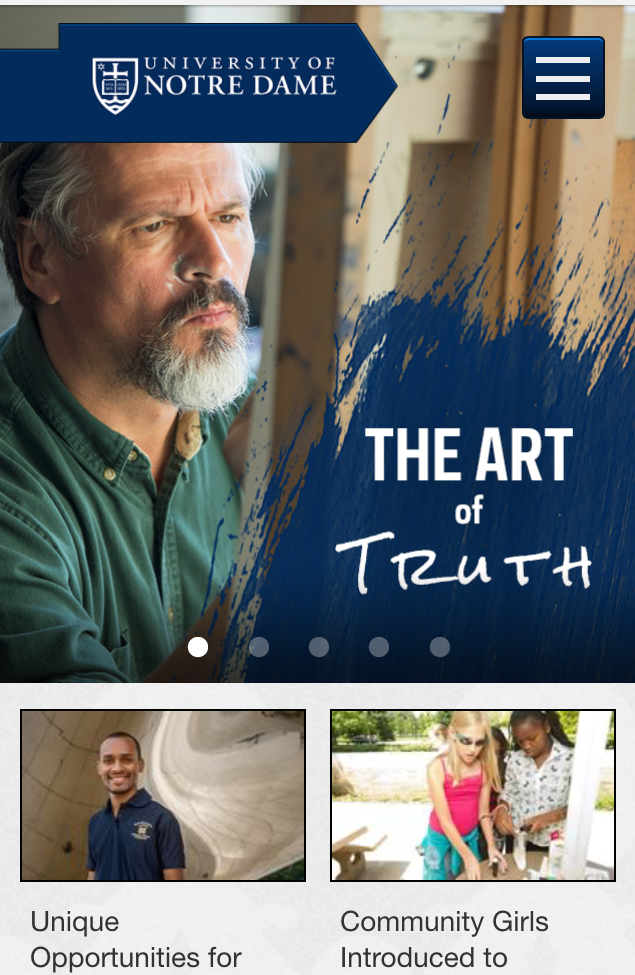 UNIVERSITY OF
NOTRE DAME
THE ART
of
TRUTH
Unique
Opportunities for
Community Girls
Introduced to